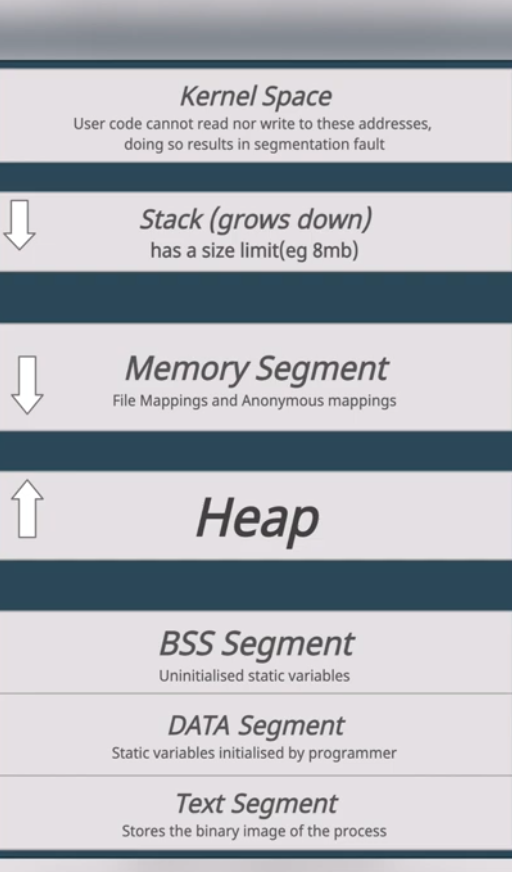 Kernel Space
User code cannot read nor write to these addresses,
doing so results in segmentation fault
Stack (grows down)
has a size limit(eg 8mb)
Memory Segment
File Mappings and Anonymous mappings
Heap
BSS Segment
Uninitialised static variables
DATA Segment
Static variables initialised by programmer
Text Segment
Stores the binary image of the process